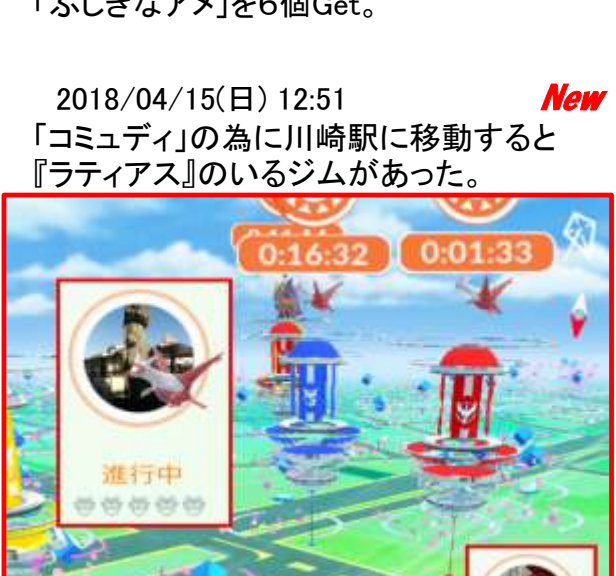 「ふしぎなアメ」を6個Get。
2018/04/15(日) 12:51 New
「コミュディ」の為に川崎駅に移動すると
『ラティアス』のいるジムがあった。
0:16:32 0:01:33
進行中